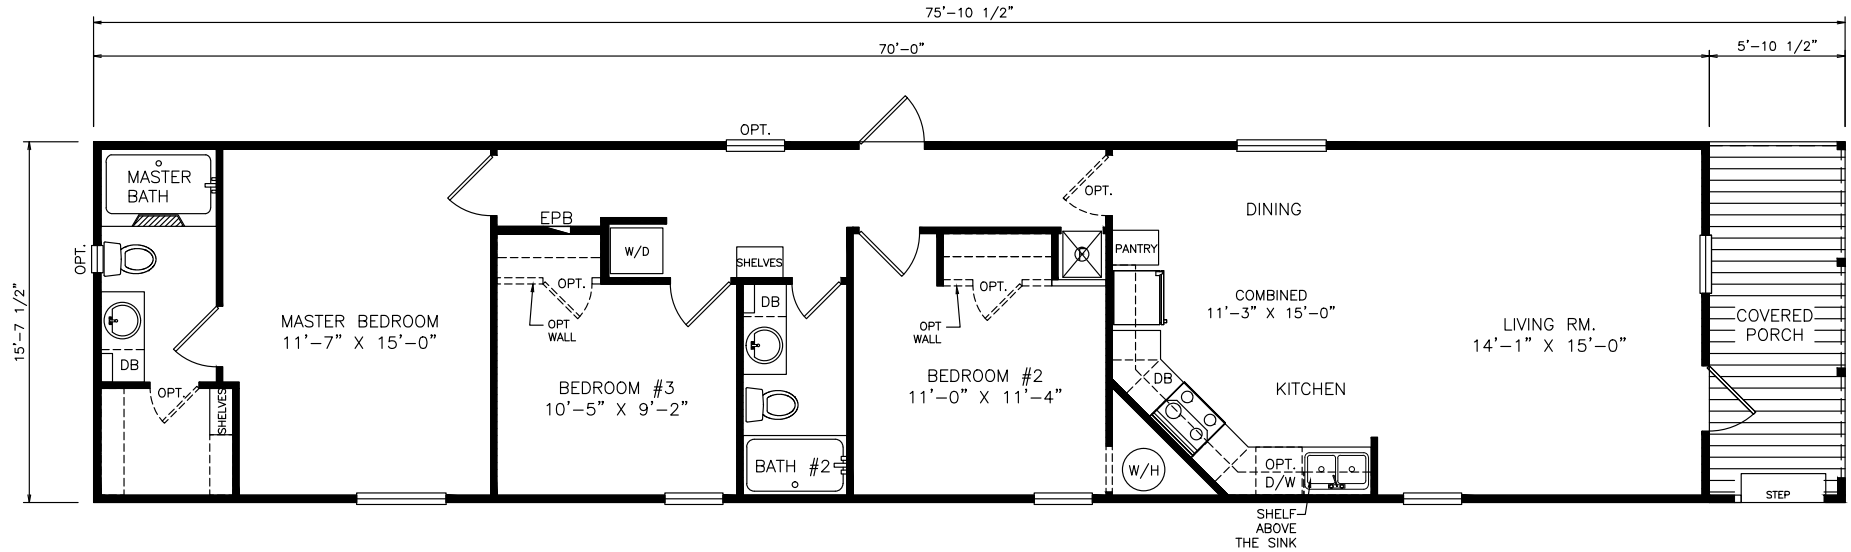 75'-10 1/2"
70'-0"
5'-10 1/2"
15'-7 1/2"
OPT.
MASTER
BATH
OPT.
DB
OPT.
SHELVES
MASTER BEDROOM
11'-7" X 15'-0"
EPB
W/D
OPT.
OPT
WALL
BEDROOM #3
10'-5" X 9'-2"
SHELVES
DB
BATH #2
OPT.
OPT
WALL
BEDROOM #2
11'-0" X 11'-4"
OPT.
PANTRY
DINING
COMBINED
11'-3" X 15'-0"
KITCHEN
DB
W/H
OPT.
D/W
SHELF
ABOVE
THE SINK
LIVING RM.
14'-1" X 15'-0"
COVERED
PORCH
STEP